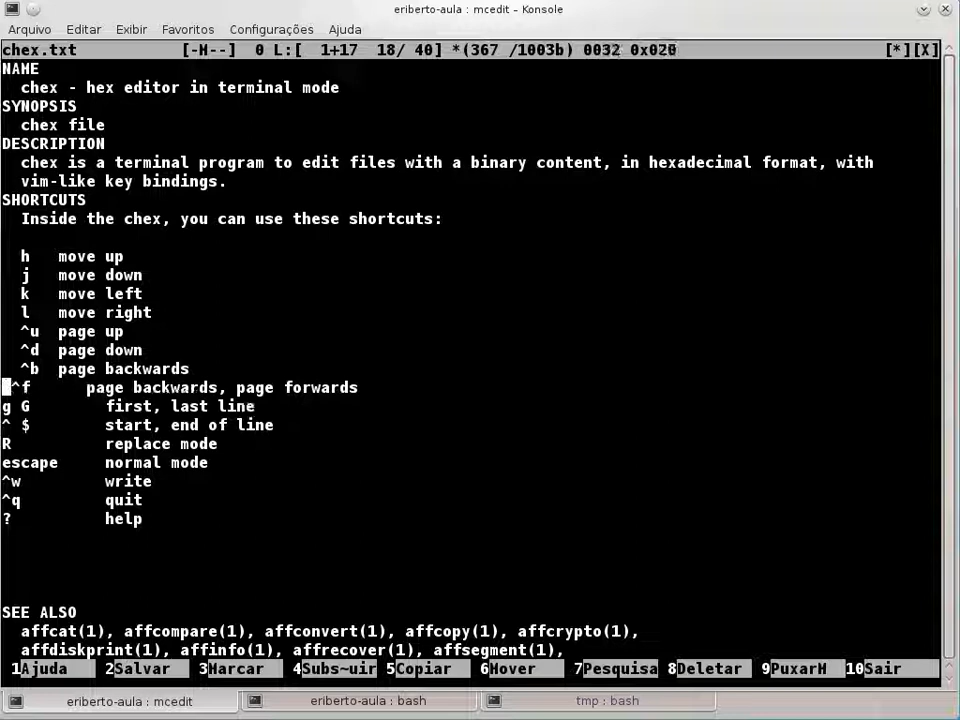 eriberto-aula : mcedit – Konsole
Arquivo Editar Exibir Favoritos Configurações Ajuda
chex.txt [-H--] 0 L:[ 1+17 18/ 40] *(367 /1003b) 0032 0x020 [*][X]
NAME
chex - hex editor in terminal mode
SYNOPSIS
chex file
DESCRIPTION
chex is a terminal program to edit files with a binary content, in hexadecimal format, with
vim-like key bindings.
SHORTCUTS
Inside the chex, you can use these shortcuts:
h move up
j move down
k move left
l move right
^u page up
^d page down
^b page backwards
^f page backwards, page forwards
g G first, last line
^ $ start, end of line
R replace mode
escape normal mode
^w write
^q quit
? help
SEE ALSO
affcat(1), affcompare(1), affconvert(1), affcopy(1), affcrypto(1),
affdiskprint(1), affinfo(1), affrecover(1), affsegment(1),
1Ajuda 2Salvar 3Marcar 4Subs~uir 5Copiar 6Mover 7Pesquisa 8Deletar 9PuxarM 10Sair
eriberto-aula : mcedit eriberto-aula : bash tmp : bash